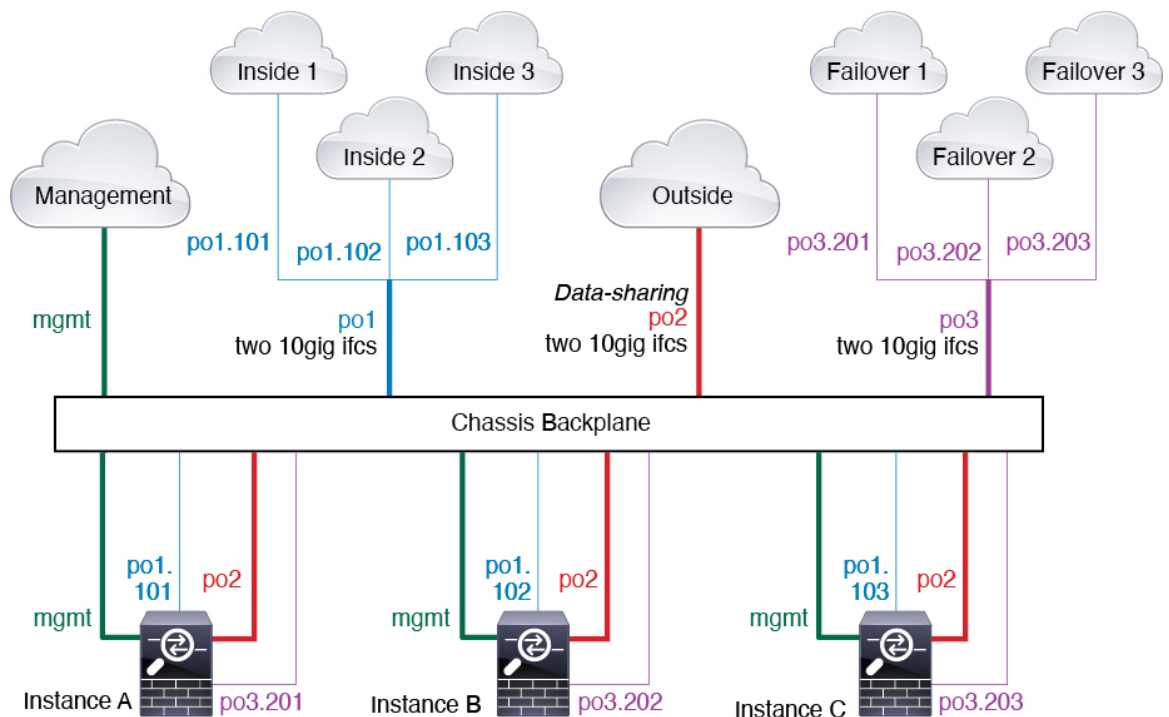 Inside 1
Inside 3
Failover 1
Failover 3
Inside 2
Failover 2
Management
Outside
po1.101
po1.102
po1.103
po3.201
po3.202
po3.203
Data-sharing
mgmt
po1
two 10gig ifcs
po2
two 10gig ifcs
po3
two 10gig ifcs
Chassis Backplane
po1.
101
po2
mgmt
Instance A
po3.201
po1.
102
po2
mgmt
Instance B
po3.202
po1.
103
po2
mgmt
Instance C
po3.203